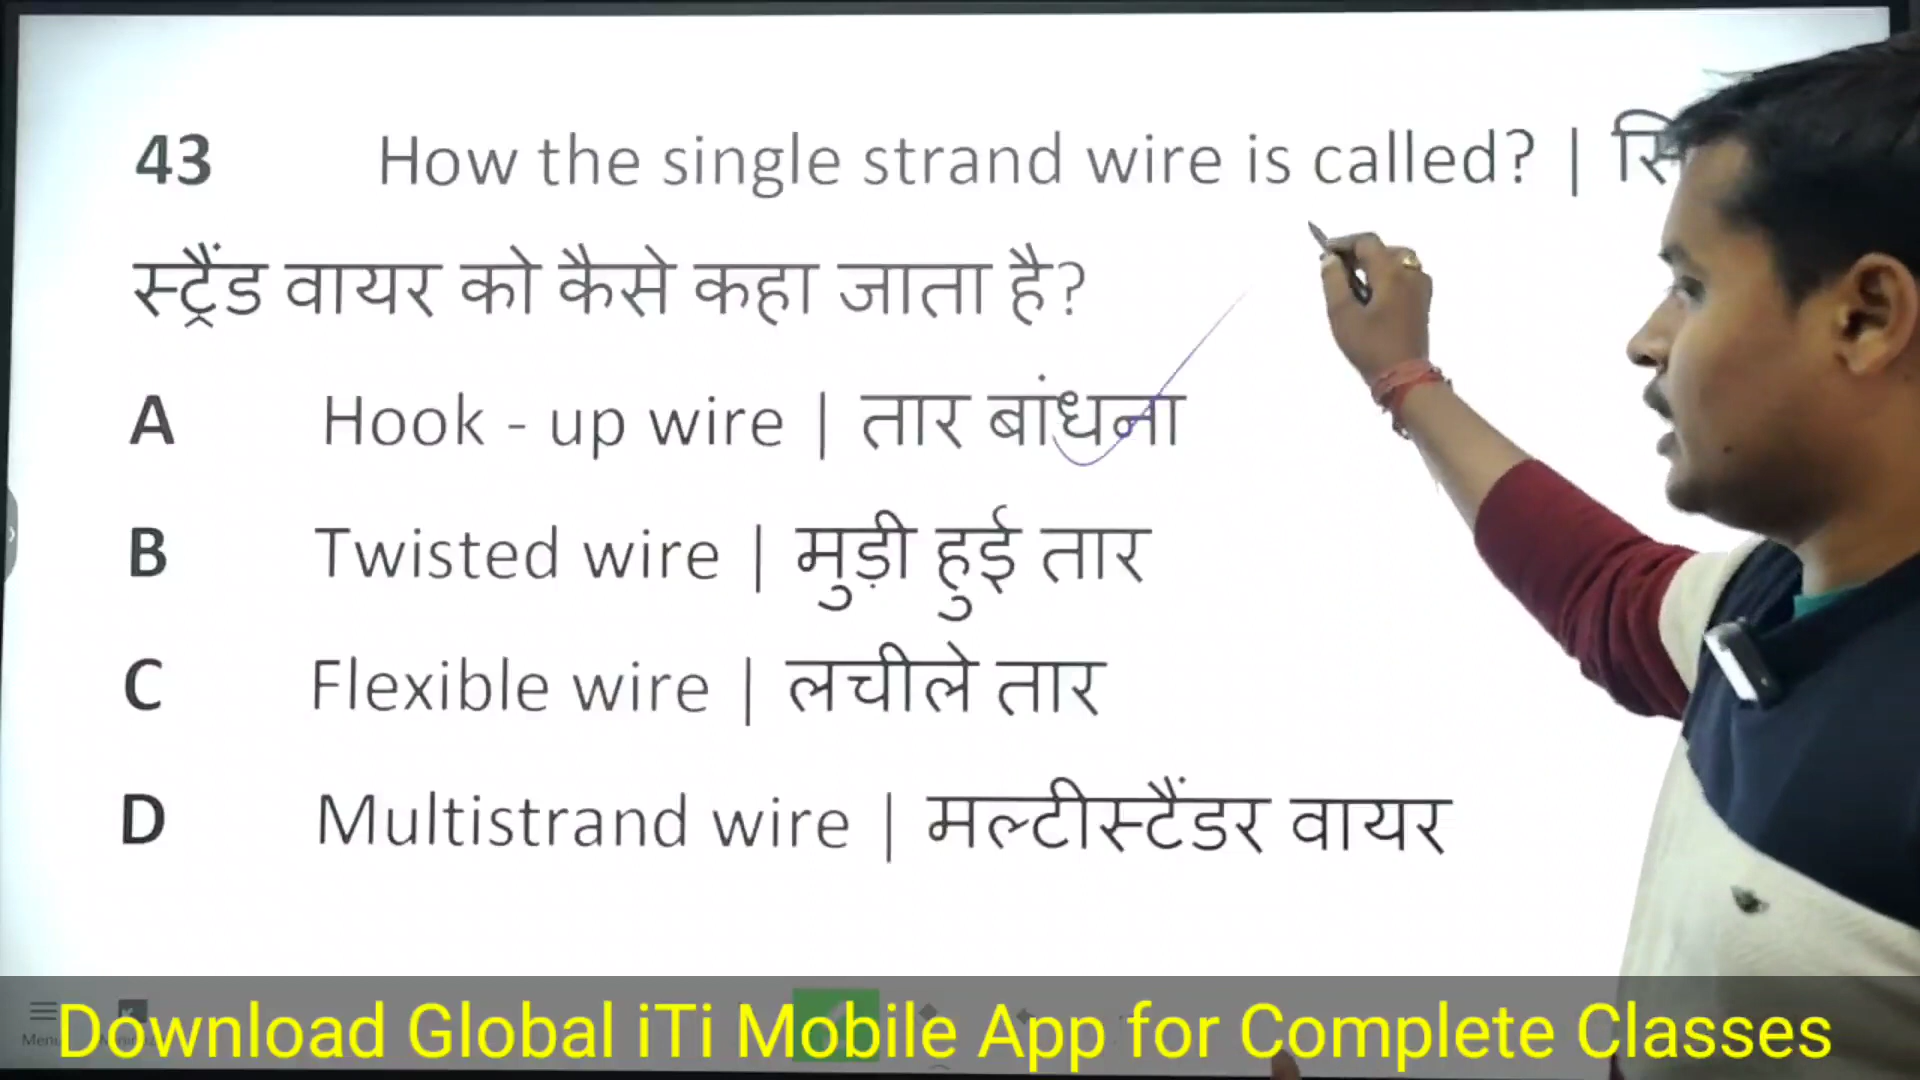 43 How the single strand wire is called? |
स्ट्रैंड वायर को कैसे कहा जाता है?
A Hook - up wire | तार बांधना
B Twisted wire | मुड़ी हुई तार
C Flexible wire | लचीले तार
D Multistrand wire | मल्टीस्टैंडर वायर
Download Global iTi Mobile App for Complete Classes